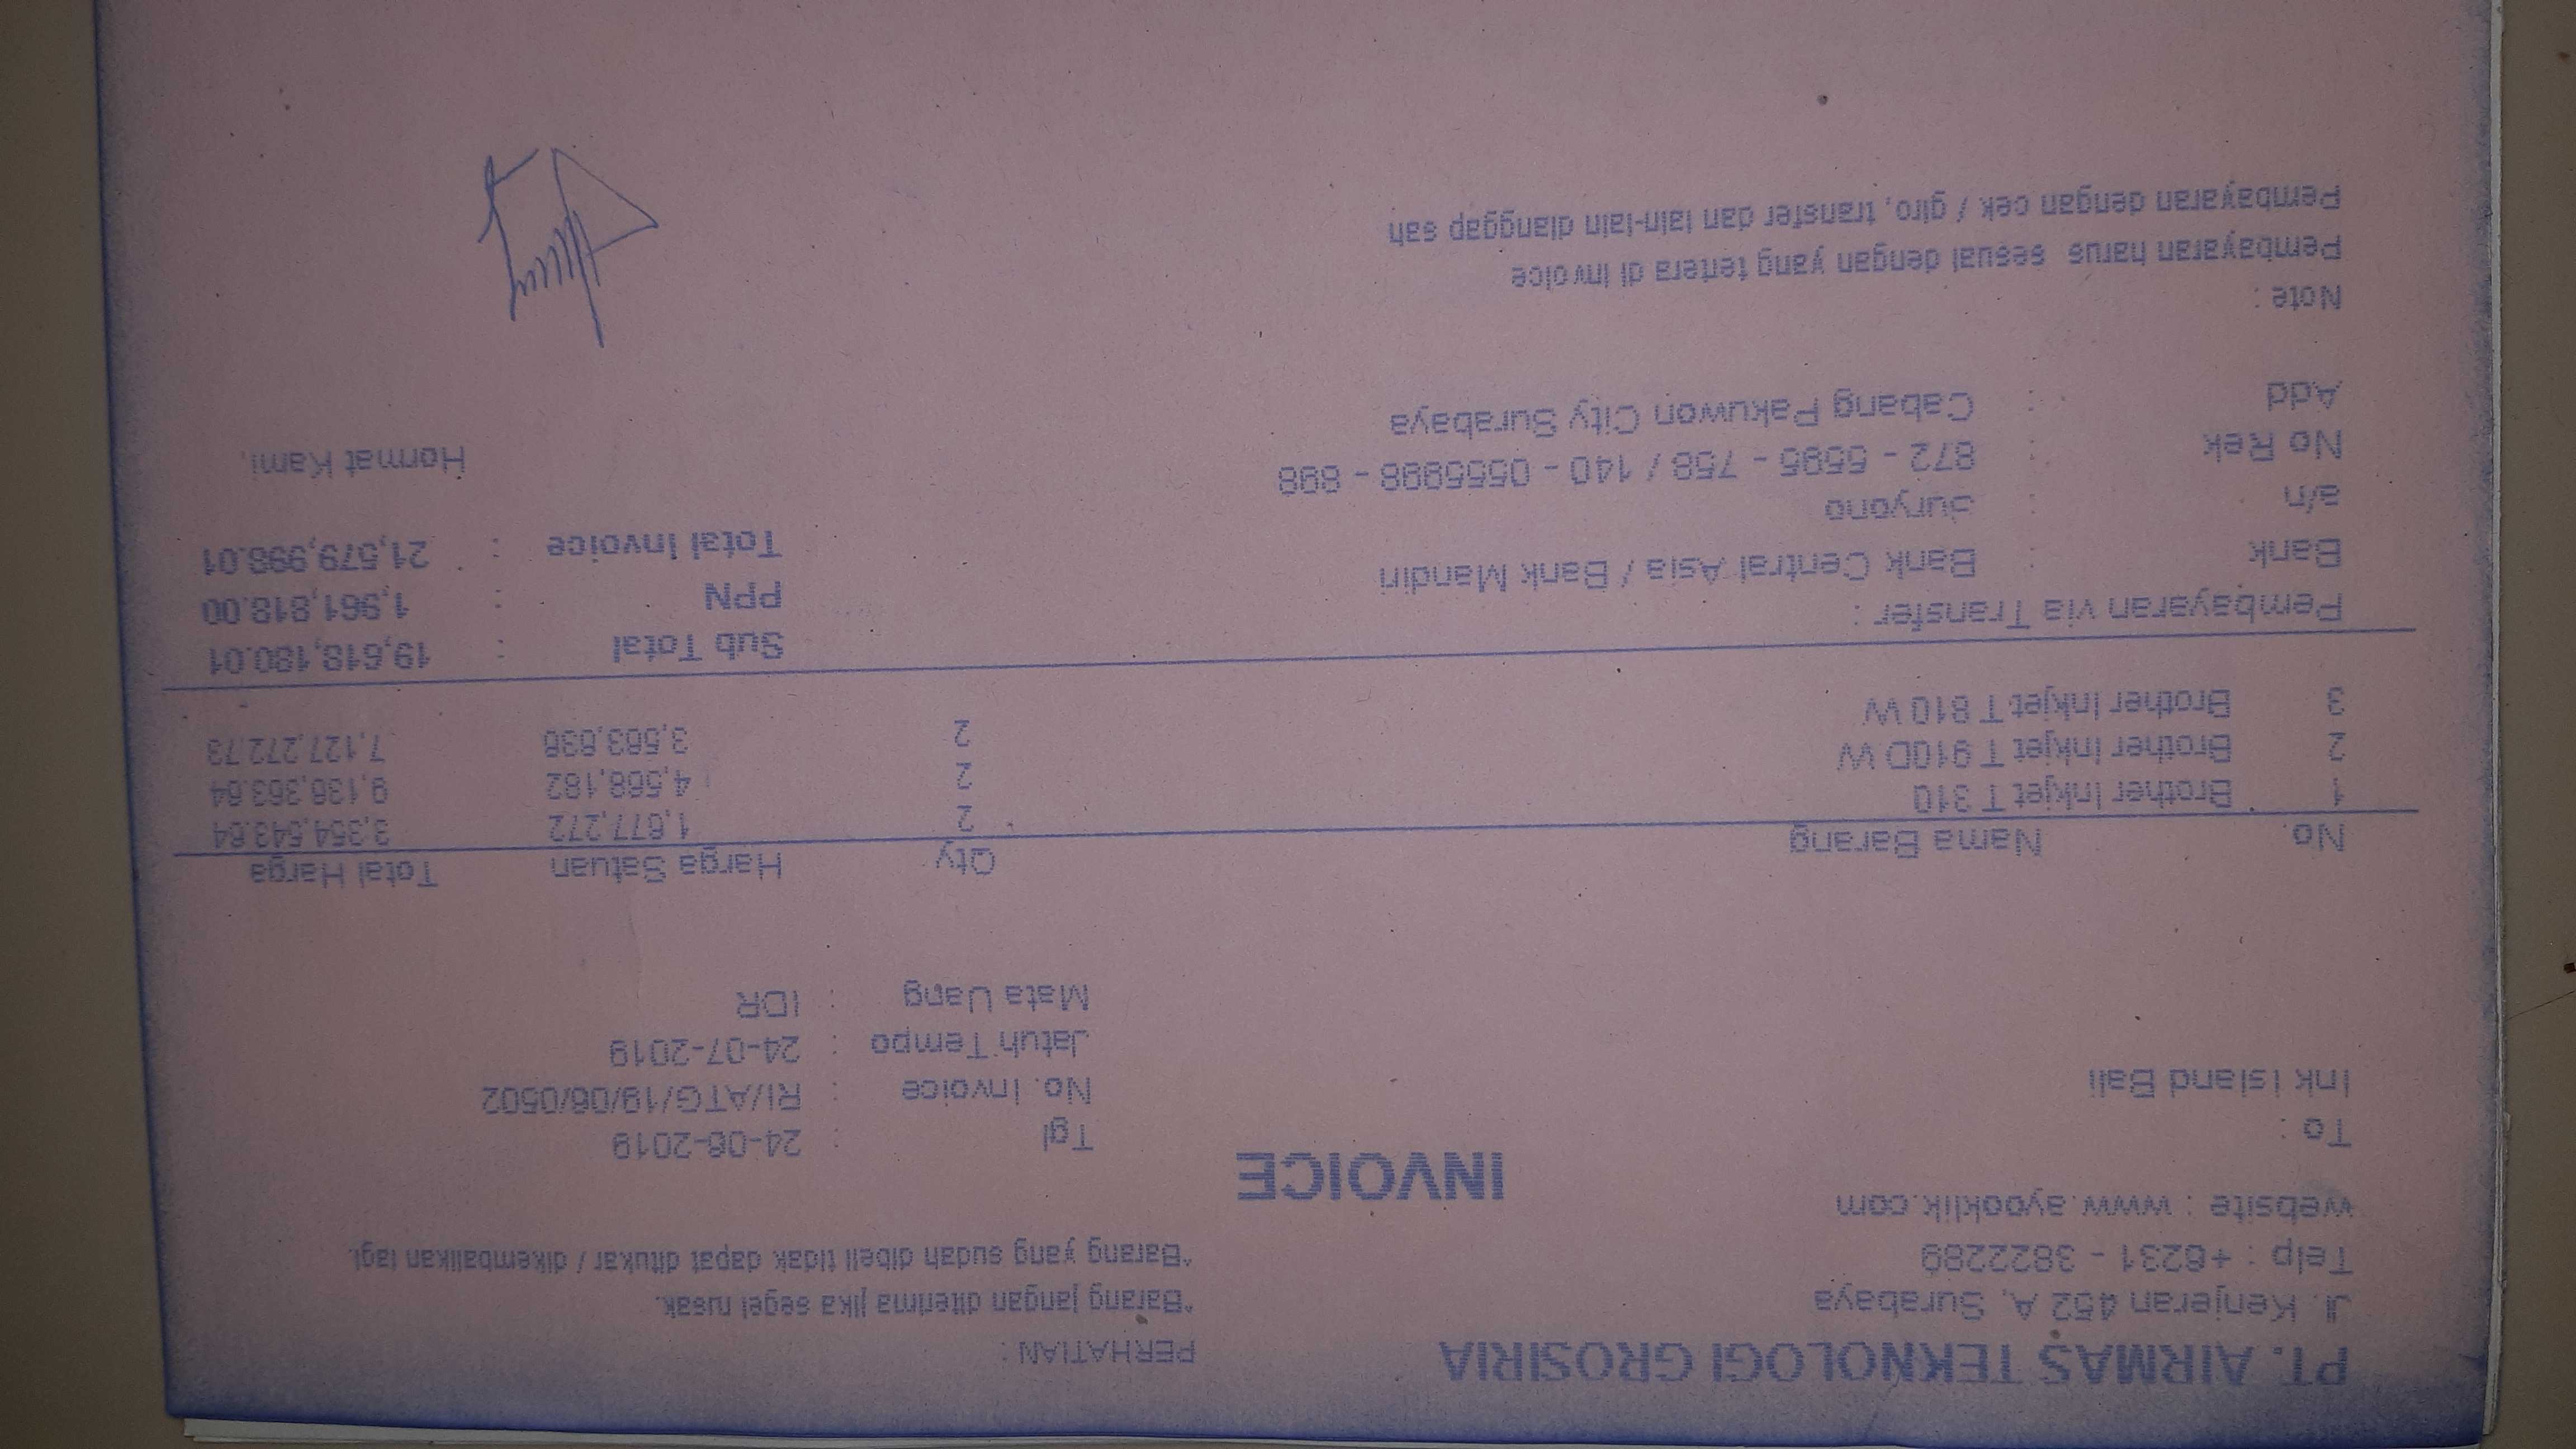 PT. AIRMAS TEKNOLOGI GROSIRIA
Jl. Kenjeran 452 A, Surabaya
Telp : +6231 - 3822289
website : www.ayooklik.com
PERHATIAN :
*Barang jangan diterima jika segel rusak.
*Barang yang sudah dibeli tidak dapat ditukar / dikembalikan lagi.
INVOICE
To :
Ink Island Bali
Tgl : 24-06-2019
No. Invoice : RI/ATG/19/06/0502
Jatuh Tempo : 24-07-2019
Mata Uang : IDR
No. Nama Barang Qty Harga Satuan Total Harga
1 Brother Inkjet T 310 2 1,677,272 3,354,543.64
2 Brother Inkjet T 910D W 2 4,568,182 9,136,363.64
3 Brother Inkjet T 810 W 2 3,563,636 7,127,272.73
Pembayaran via Transfer :
Bank : Bank Central Asia / Bank Mandiri
a/n : Suryono
No Rek : 872 - 5595 - 758 / 140 - 0555998 - 898
Add : Cabang Pakuwon City Surabaya
Sub Total : 19,618,180.01
PPN : 1,961,818.00
Total Invoice : 21,579,998.01
Hormat Kami,
Note :
Pembayaran harus sesuai dengan yang tertera di invoice
Pembayaran dengan cek / giro, transfer dan lain-lain dianggap sah